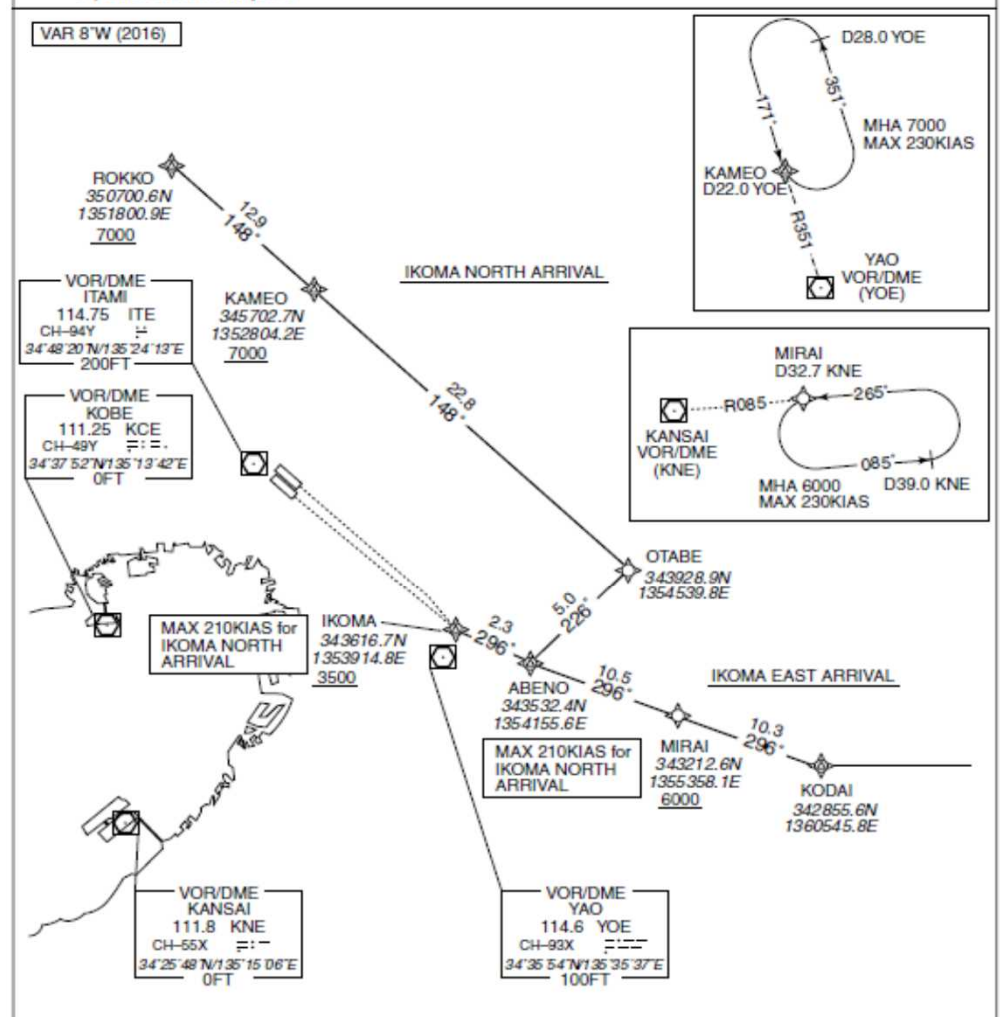 VAR 8°W (2016)
D28.0 YOE
351°
171°
MHA 7000
MAX 230KIAS
KAMEO
D22.0 YOE
R351
YAO
VOR/DME
(YOE)
ROKKO
350700.6N
1351800.9E
7000
12.9
148°
IKOMA NORTH ARRIVAL
VOR/DME
ITAMI
114.75 ITE
CH-94Y
34°48'20"N/135°24'13"E
200FT
KAMEO
345702.7N
1352804.2E
7000
22.8
148°
MIRAI
D32.7 KNE
R085
265°
KANSAI
VOR/DME
(KNE)
085°
MHA 6000
MAX 230KIAS
D39.0 KNE
VOR/DME
KOBE
111.25 KCE
CH-49Y
34°37'52"N/135°13'42"E
0FT
OTABE
343928.9N
1354539.8E
5.0
226°
MAX 210KIAS for
IKOMA NORTH
ARRIVAL
IKOMA
343616.7N
1353914.8E
3500
2.3
296°
ABENO
343532.4N
1354155.6E
10.5
296°
IKOMA EAST ARRIVAL
MAX 210KIAS for
IKOMA NORTH
ARRIVAL
MIRAI
343212.6N
1355358.1E
6000
10.3
296°
KODAI
342855.6N
1360545.8E
VOR/DME
KANSAI
111.8 KNE
CH-55X
34°25'48"N/135°15'06"E
0FT
VOR/DME
YAO
114.6 YOE
CH-93X
34°35'54"N/135°35'37"E
100FT